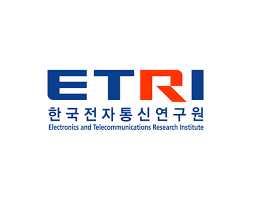 ETRI
한국전자통신연구원
Electronics and Telecommunications Research Institute